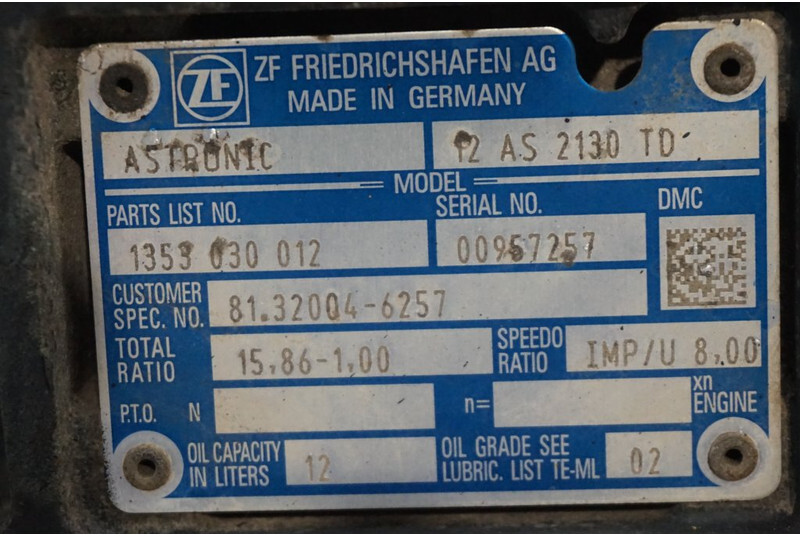 ZF
ZF FRIEDRICHSHAFEN AG
MADE IN GERMANY
ASTRONIC 12 AS 2130 TD
MODEL
PARTS LIST NO. SERIAL NO. DMC
1353 030 012 00957257
CUSTOMER SPEC. NO. 81.32004-6257
TOTAL RATIO 15,86-1,00 SPEEDO RATIO IMP/U 8,00
P.T.O. N n= xn ENGINE
OIL CAPACITY IN LITERS 12 OIL GRADE SEE LUBRIC. LIST TE-ML 02